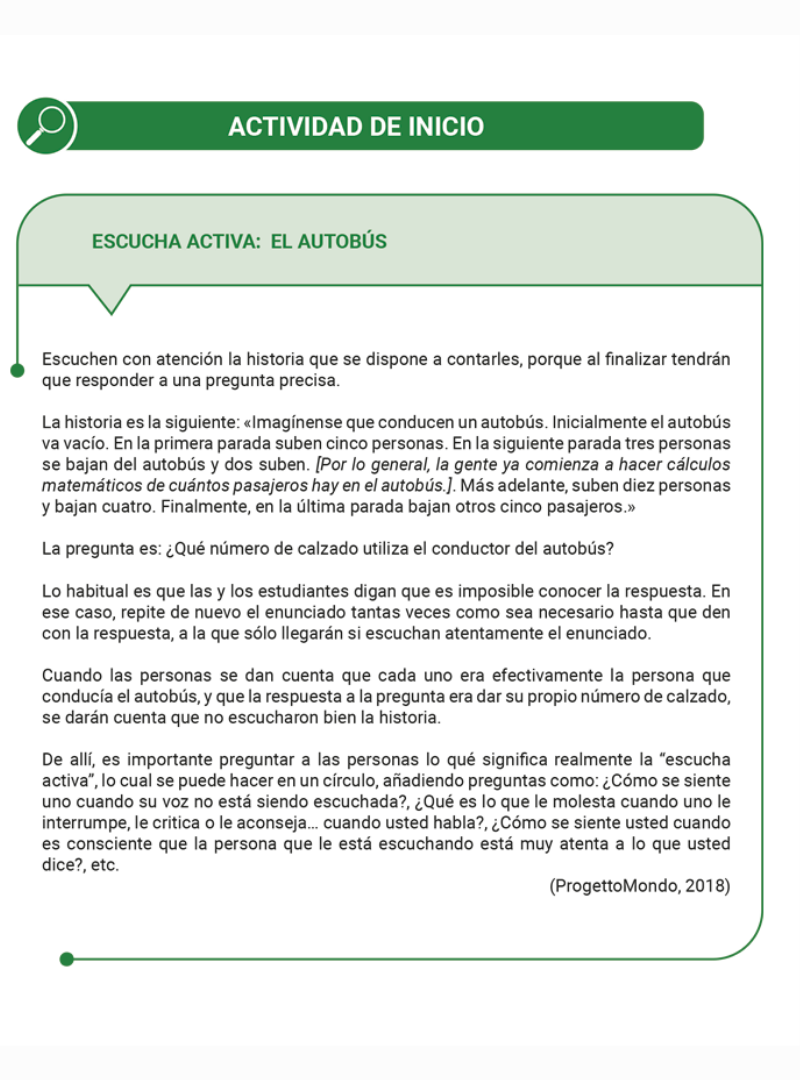 ACTIVIDAD DE INICIO
ESCUCHA ACTIVA: EL AUTOBÚS
Escuchen con atención la historia que se dispone a contarles, porque al finalizar tendrán
que responder a una pregunta precisa.
La historia es la siguiente: «Imagínense que conducen un autobús. Inicialmente el autobús
va vacío. En la primera parada suben cinco personas. En la siguiente parada tres personas
se bajan del autobús y dos suben. [Por lo general, la gente ya comienza a hacer cálculos
matemáticos de cuántos pasajeros hay en el autobús.]. Más adelante, suben diez personas
y bajan cuatro. Finalmente, en la última parada bajan otros cinco pasajeros.»
La pregunta es: ¿Qué número de calzado utiliza el conductor del autobús?
Lo habitual es que las y los estudiantes digan que es imposible conocer la respuesta. En
ese caso, repite de nuevo el enunciado tantas veces como sea necesario hasta que den
con la respuesta, a la que sólo llegarán si escuchan atentamente el enunciado.
Cuando las personas se dan cuenta que cada uno era efectivamente la persona que
conducía el autobús, y que la respuesta a la pregunta era dar su propio número de calzado,
se darán cuenta que no escucharon bien la historia.
De allí, es importante preguntar a las personas lo qué significa realmente la “escucha
activa”, lo cual se puede hacer en un círculo, añadiendo preguntas como: ¿Cómo se siente
uno cuando su voz no está siendo escuchada?, ¿Qué es lo que le molesta cuando uno le
interrumpe, le critica o le aconseja... cuando usted habla?, ¿Cómo se siente usted cuando
es consciente que la persona que le está escuchando está muy atenta a lo que usted
dice?, etc.
(ProgettoMondo, 2018)